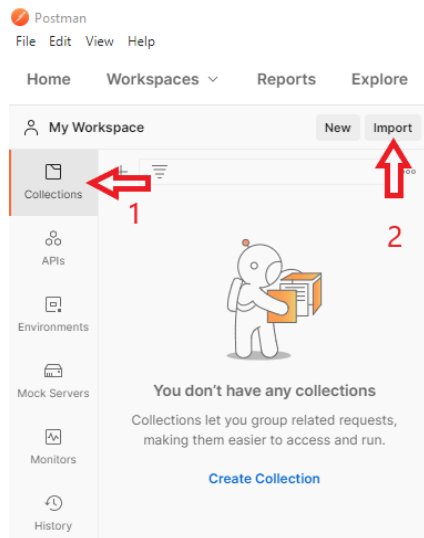 Postman
File Edit View Help
Home Workspaces Reports Explore
My Workspace New Import
Collections
1
2
APIs
Environments
Mock Servers
Monitors
History
You don't have any collections
Collections let you group related requests,
making them easier to access and run.
Create Collection